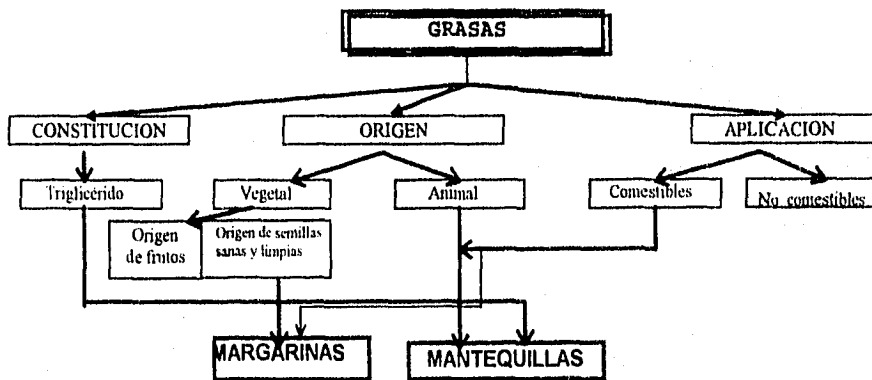 GRASAS
CONSTITUCION
ORIGEN
APLICACION
Triglicérido
Vegetal
Animal
Comestibles
No comestibles
Origen
de frutos
Origen de semillas
sanas y limpias
MARGARINAS
MANTEQUILLAS